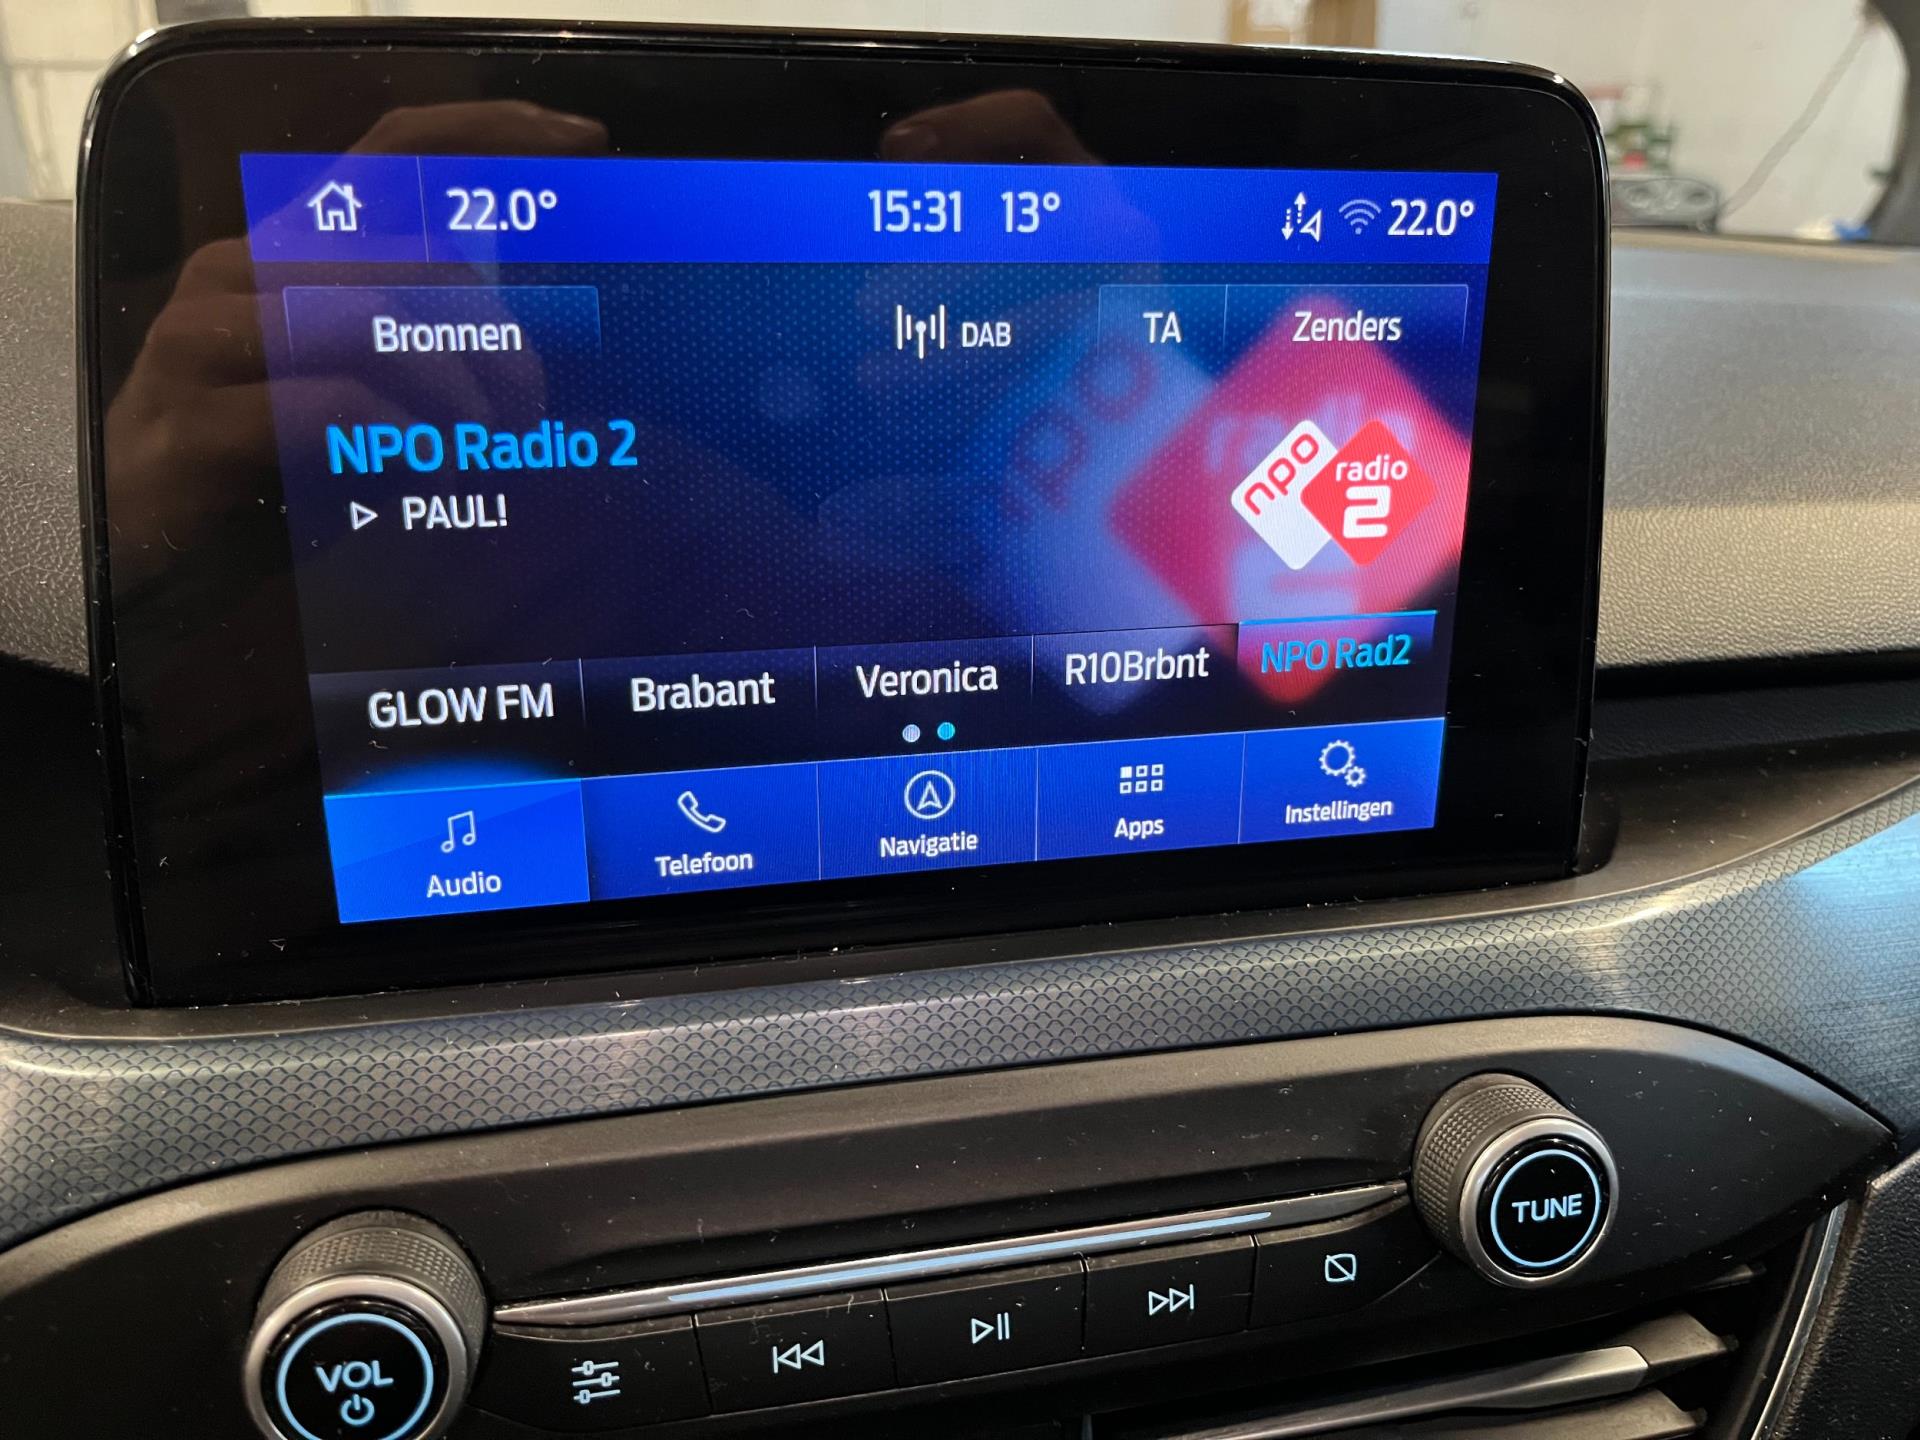 22.0° 15:31 13° 22.0°
Bronnen DAB TA Zenders
NPO Radio 2
PAUL!
npo radio 2
GLOW FM Brabant Veronica R10Brbnt NPO Rad2
Audio Telefoon Navigatie Apps Instellingen
TUNE
VOL